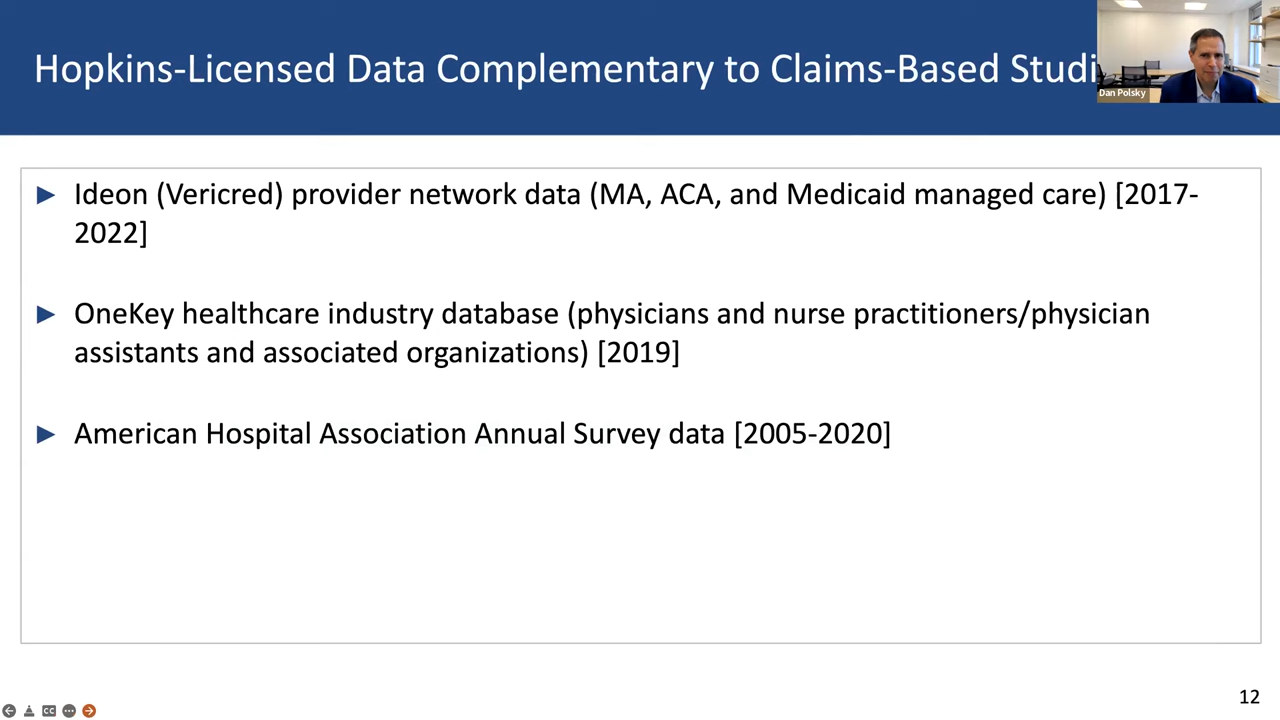 Hopkins-Licensed Data Complementary to Claims-Based Studi
Dan Polsky
► Ideon (Vericred) provider network data (MA, ACA, and Medicaid managed care) [2017-
2022]
► OneKey healthcare industry database (physicians and nurse practitioners/physician
assistants and associated organizations) [2019]
► American Hospital Association Annual Survey data [2005-2020]
CC
12